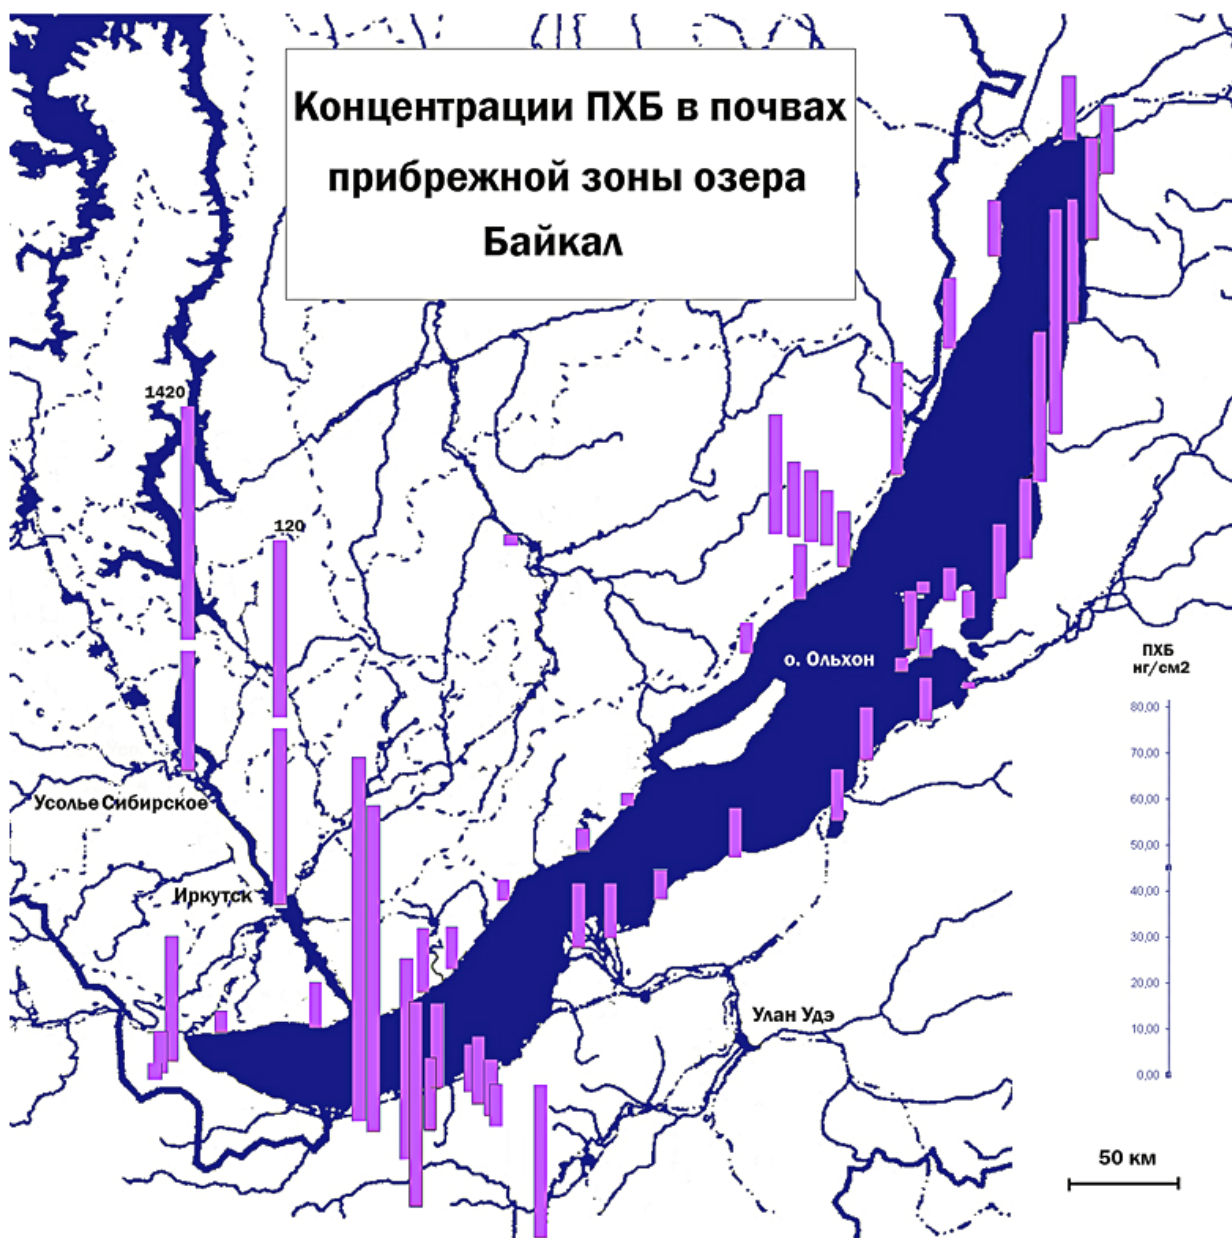 Концентрации ПХБ в почвах
прибрежной зоны озера
Байкал
1420
120
о. Ольхон
ПХБ
нг/см2
80,00
70,00
60,00
50,00
40,00
30,00
20,00
10,00
0,00
Усолье Сибирское
Иркутск
Улан Удэ
50 км